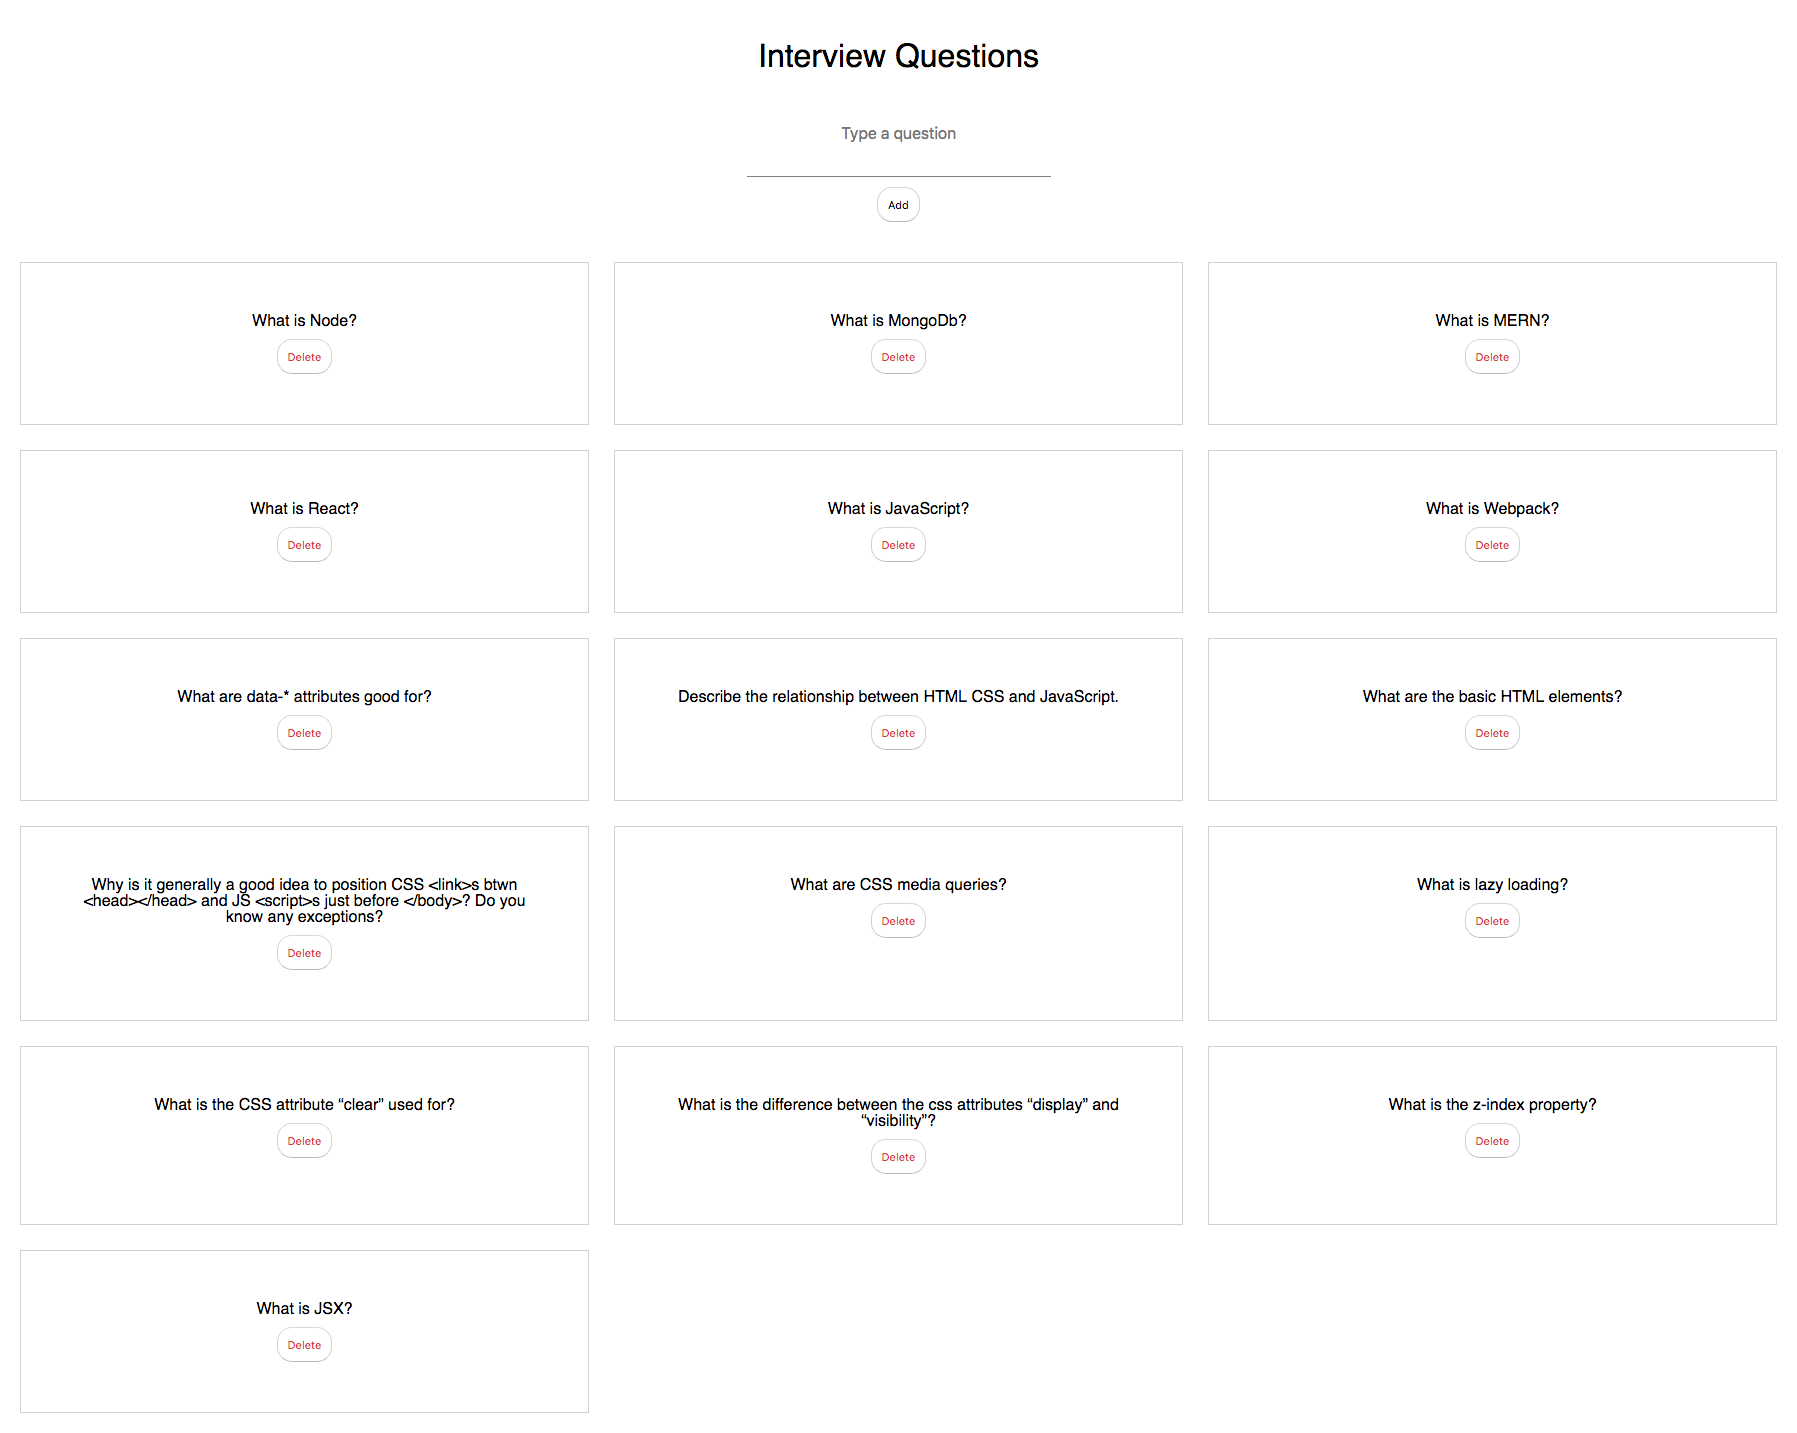 Interview Questions
Type a question
Add
What is Node?
Delete
What is MongoDb?
Delete
What is MERN?
Delete
What is React?
Delete
What is JavaScript?
Delete
What is Webpack?
Delete
What are data-* attributes good for?
Delete
Describe the relationship between HTML CSS and JavaScript.
Delete
What are the basic HTML elements?
Delete
Why is it generally a good idea to position CSS <link>s btwn
<head></head> and JS <script>s just before </body>? Do you
know any exceptions?
Delete
What are CSS media queries?
Delete
What is lazy loading?
Delete
What is the CSS attribute “clear” used for?
Delete
What is the difference between the css attributes “display” and
“visibility”?
Delete
What is the z-index property?
Delete
What is JSX?
Delete